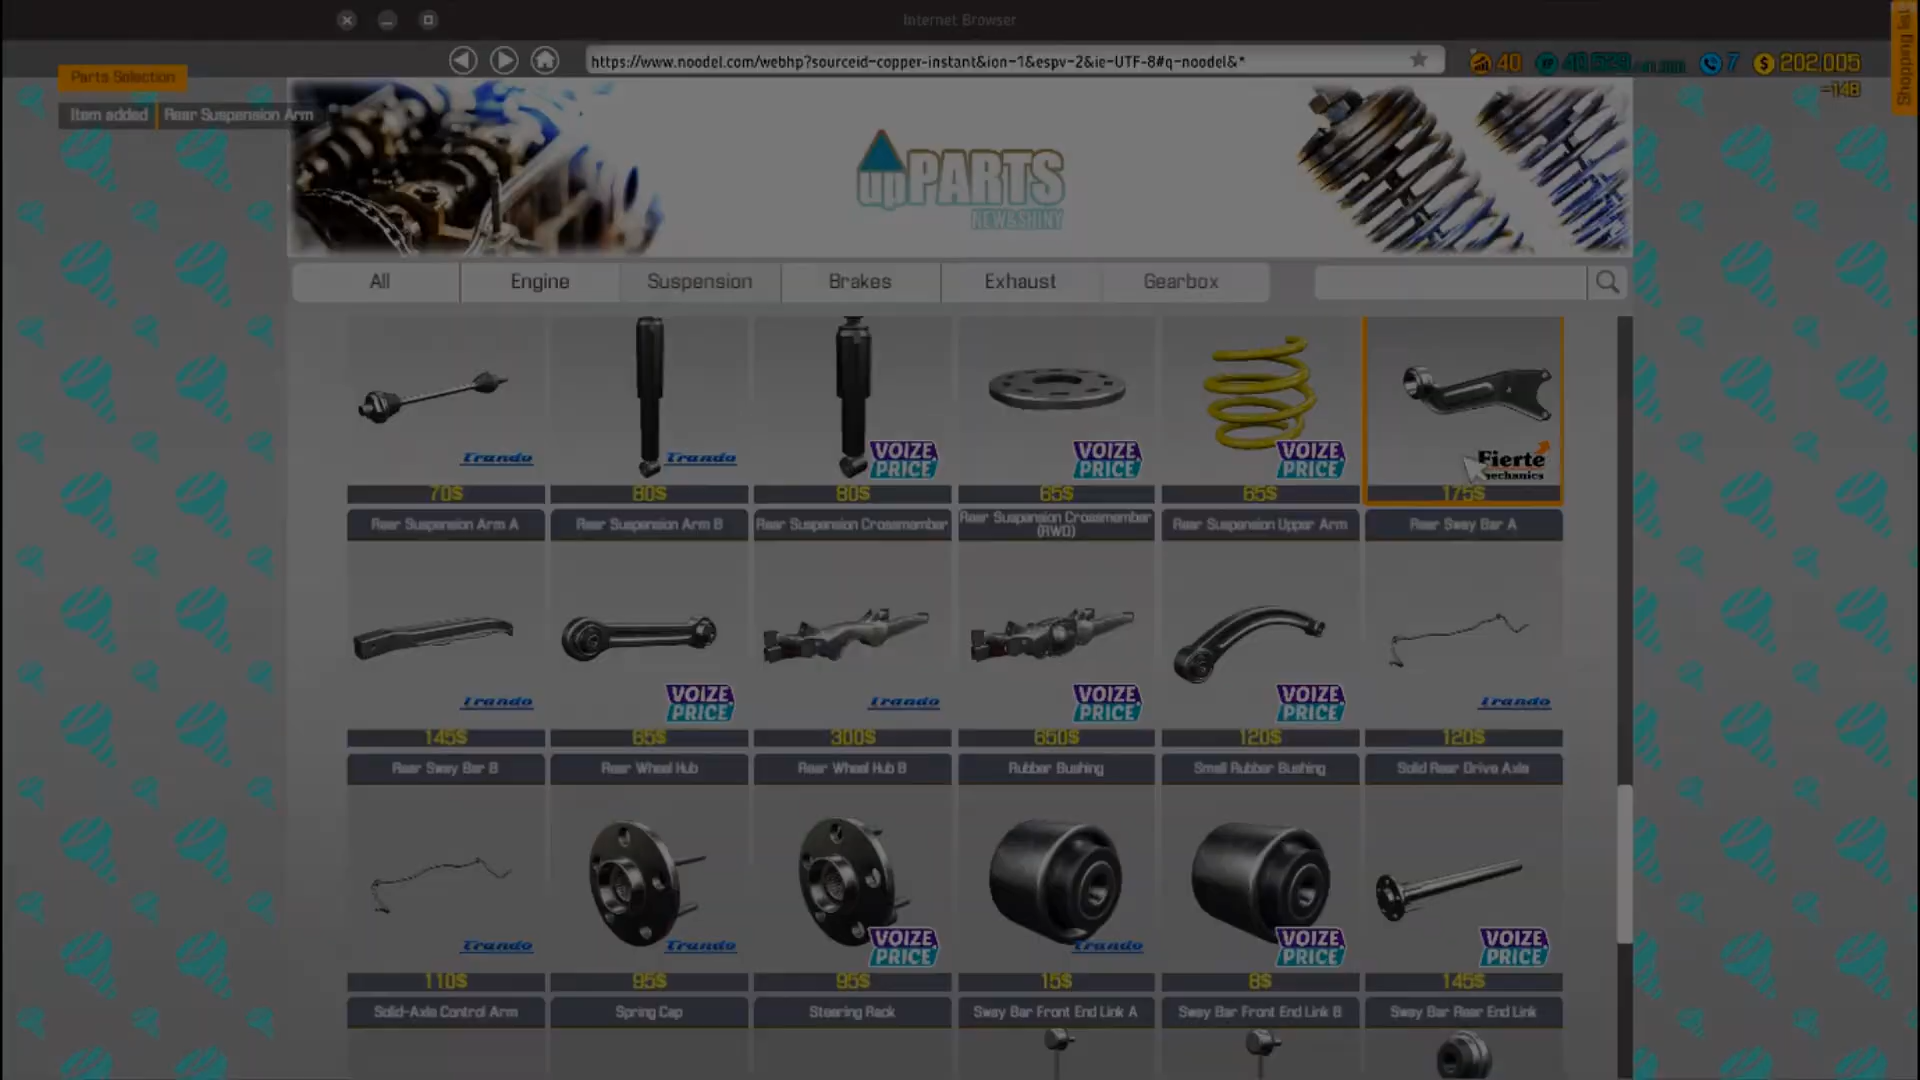 Internet Browser
https://www.noodel.com/webhp?sourceid-copper-instant&ion-1&espv-2&ie-UTF-8#q-noodel&*
40
7
$ 202,005
-148
Shopping list
Parts Selection
Item added
Rear Suspension Arm
upPARTS
NEW&SHINY
All
Engine
Suspension
Brakes
Exhaust
Gearbox
Trando
Trando
VOIZE PRICE
VOIZE PRICE
VOIZE PRICE
Fierte mechanics
70$
80$
80$
65$
65$
175$
Rear Suspension Arm A
Rear Suspension Arm B
Rear Suspension Crossmember
Rear Suspension Crossmember (RWD)
Rear Suspension Upper Arm
Rear Sway Bar A
Trando
VOIZE PRICE
Trando
VOIZE PRICE
VOIZE PRICE
Trando
145$
65$
300$
650$
120$
120$
Rear Sway Bar B
Rear Wheel Hub
Rear Wheel Hub B
Rubber Bushing
Small Rubber Bushing
Solid Rear Drive Axle
Trando
Trando
VOIZE PRICE
Trando
VOIZE PRICE
VOIZE PRICE
110$
95$
95$
15$
8$
145$
Solid-Axle Control Arm
Spring Cap
Steering Rack
Sway Bar Front End Link A
Sway Bar Front End Link B
Sway Bar Rear End Link